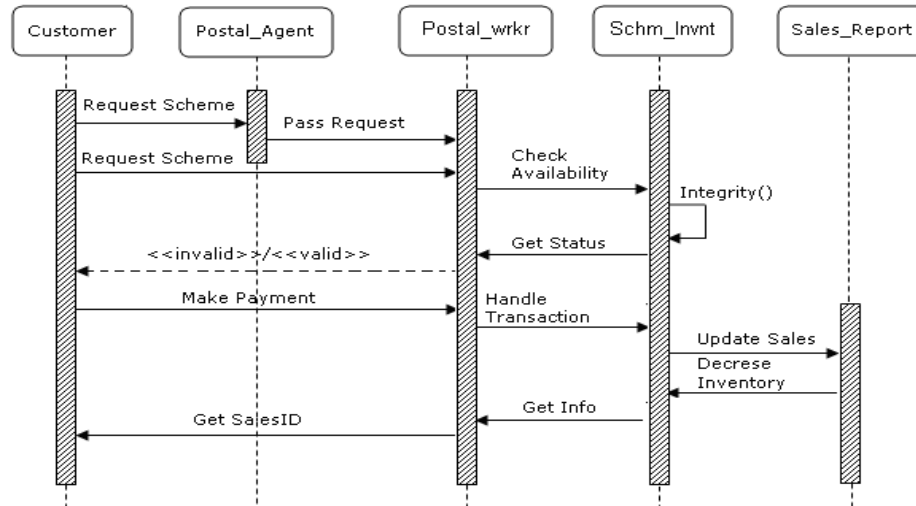 Customer
Postal_Agent
Postal_wrkr
Schm_Invnt
Sales_Report
Request Scheme
Pass Request
Request Scheme
Check
Availability
Integrity()
Get Status
<<invalid>>/<<valid>>
Make Payment
Handle
Transaction
Update Sales
Decrese
Inventory
Get Info
Get SalesID